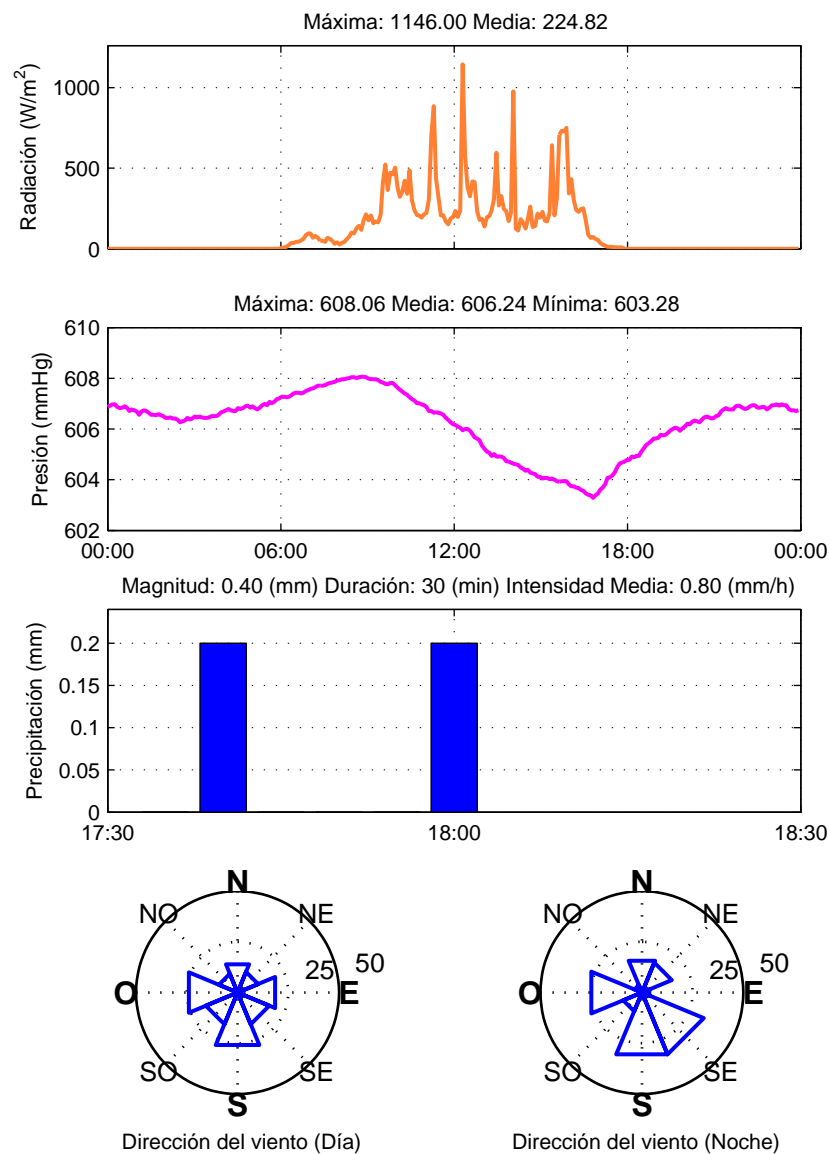 Máxima: 1146.00 Media: 224.82
Radiación (W/m²)
1000
500
0
Máxima: 608.06 Media: 606.24 Mínima: 603.28
Presión (mmHg)
610
608
606
604
602
00:00 06:00 12:00 18:00 00:00
Magnitud: 0.40 (mm) Duración: 30 (min) Intensidad Media: 0.80 (mm/h)
Precipitación (mm)
0.2
0.15
0.1
0.05
0
17:30 18:00 18:30
N
NO NE
25 50
O E
SO SE
S
Dirección del viento (Día)
N
NO NE
25 50
O E
SO SE
S
Dirección del viento (Noche)